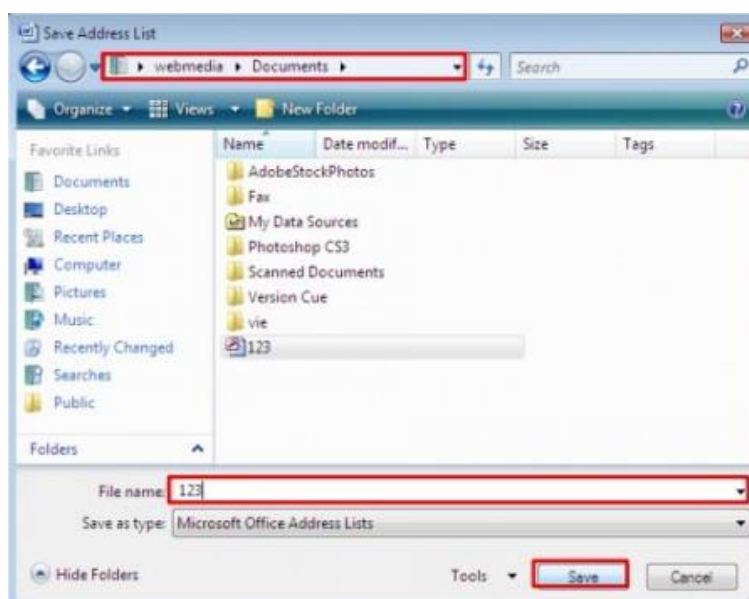 Save Address List
webmedia Documents Search
Organize Views New Folder
Favorite Links
Documents
Desktop
Recent Places
Computer
Pictures
Music
Recently Changed
Searches
Public
Folders
Name Date modif... Type Size Tags
AdobeStockPhotos
Fax
My Data Sources
Photoshop CS3
Scanned Documents
Version Cue
vie
123
File name: 123
Save as type: Microsoft Office Address Lists
Hide Folders Tools Save Cancel